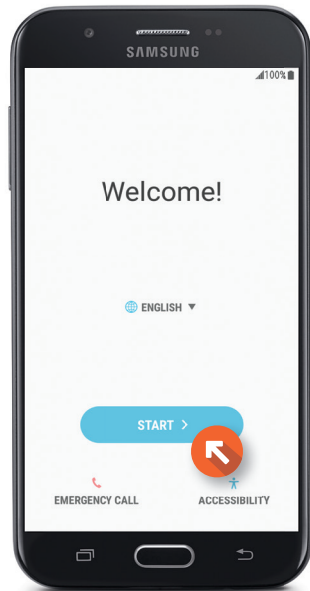 SAMSUNG
100%
Welcome!
ENGLISH
START
EMERGENCY CALL
ACCESSIBILITY